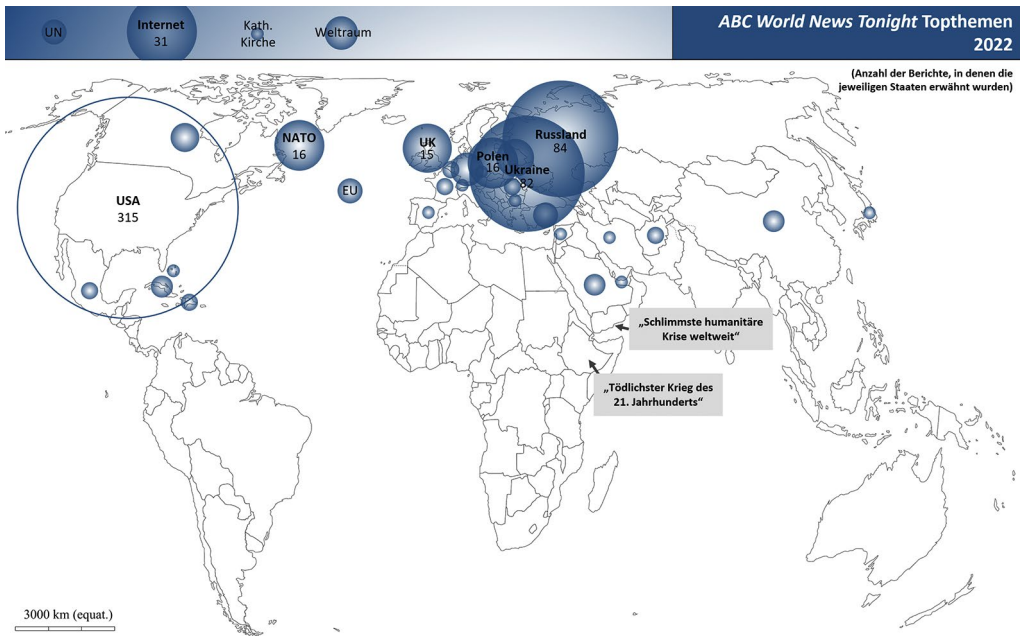 UN
Internet
31
Kath.
Kirche
Weltraum
ABC World News Tonight Topthemen
2022
(Anzahl der Berichte, in denen die
jeweiligen Staaten erwähnt wurden)
USA
315
NATO
16
EU
UK
15
Polen
16
Ukraine
82
Russland
84
„Schlimmste humanitäre
Krise weltweit“
„Tödlichster Krieg des
21. Jahrhunderts“
3000 km (equat.)